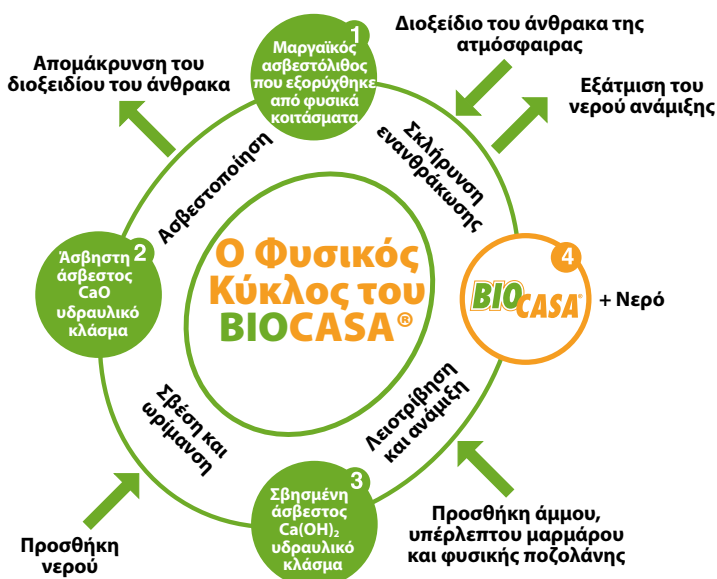 1
Μαργαϊκός
ασβεστόλιθος
που εξορύχθηκε
από φυσικά
κοιτάσματα
Διοξείδιο του άνθρακα της
ατμόσφαιρας
Απομάκρυνση του
διοξειδίου του άνθρακα
Εξάτμιση του
νερού ανάμιξης
Ασβεστοποίηση
Σκλήρυνση
ενανθράκωσης
Ο Φυσικός
Κύκλος του
BIOCASA®
2
Άσβηστη
άσβεστος
CaO
υδραυλικό
κλάσμα
4
BIOCASA®
+ Νερό
Σβέση και
ωρίμανση
Λειοτρίβηση
και ανάμιξη
3
Σβησμένη
άσβεστος
Ca(OH)₂
υδραυλικό
κλάσμα
Προσθήκη
νερού
Προσθήκη άμμου,
υπέρλεπτου μαρμάρου
και φυσικής ποζολάνης